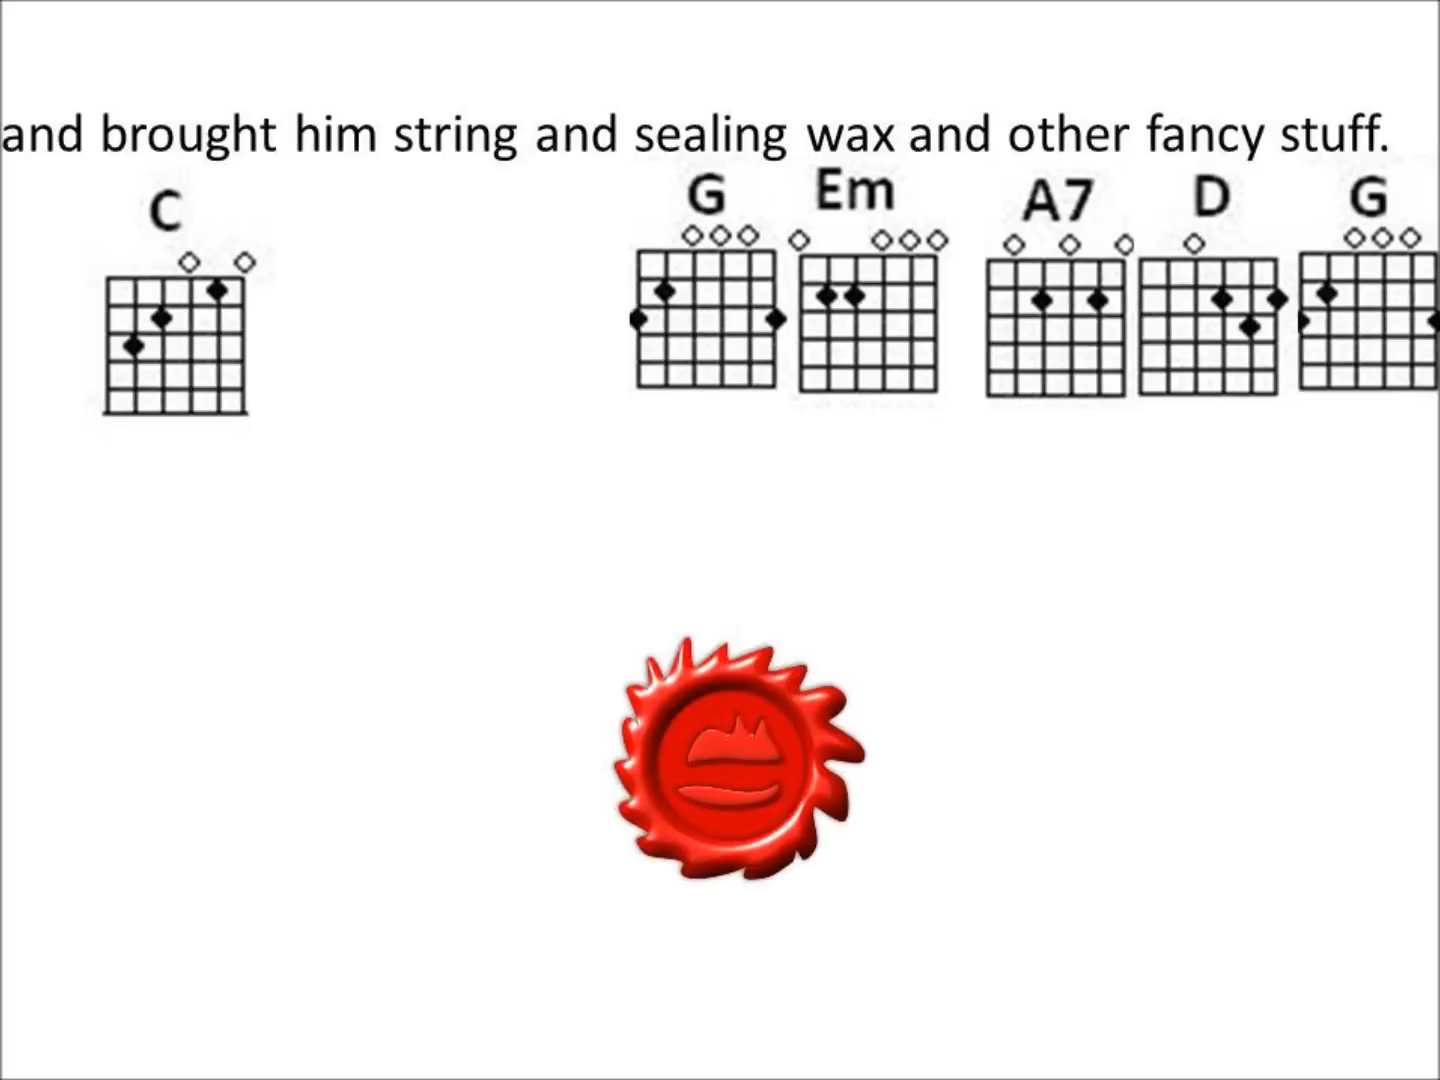 and brought him string and sealing wax and other fancy stuff.
C G Em A7 D G